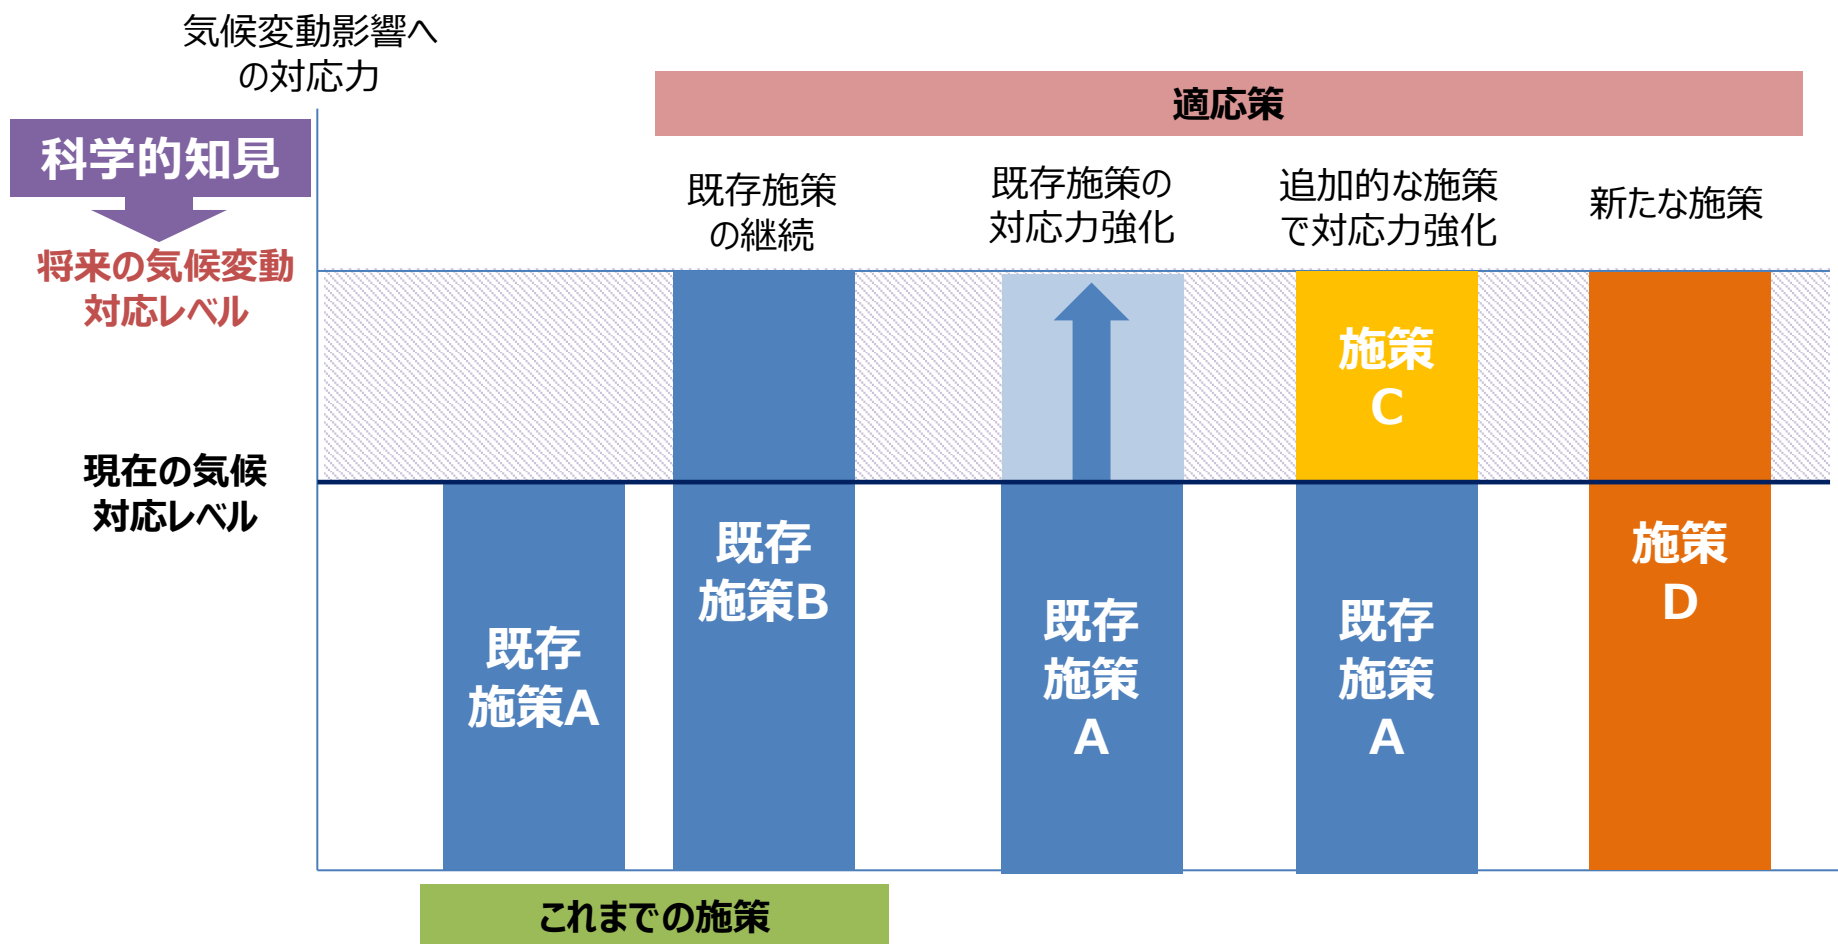 気候変動影響へ
の対応力
適応策
科学的知見
将来の気候変動
対応レベル
現在の気候
対応レベル
既存施策
の継続
既存施策の
対応力強化
追加的な施策
で対応力強化
新たな施策
既存
施策A
既存
施策B
既存
施策
A
施策
C
既存
施策
A
施策
D
これまでの施策